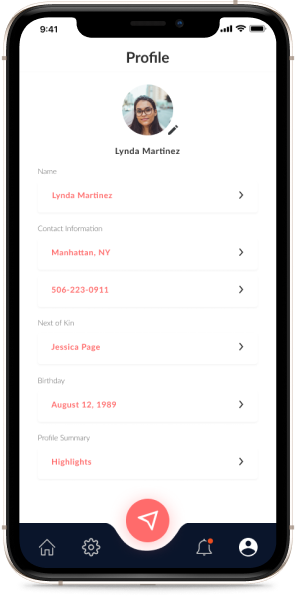 9:41
Profile
Lynda Martinez
Name
Lynda Martinez
Contact Information
Manhattan, NY
506-223-0911
Next of Kin
Jessica Page
Birthday
August 12, 1989
Profile Summary
Highlights